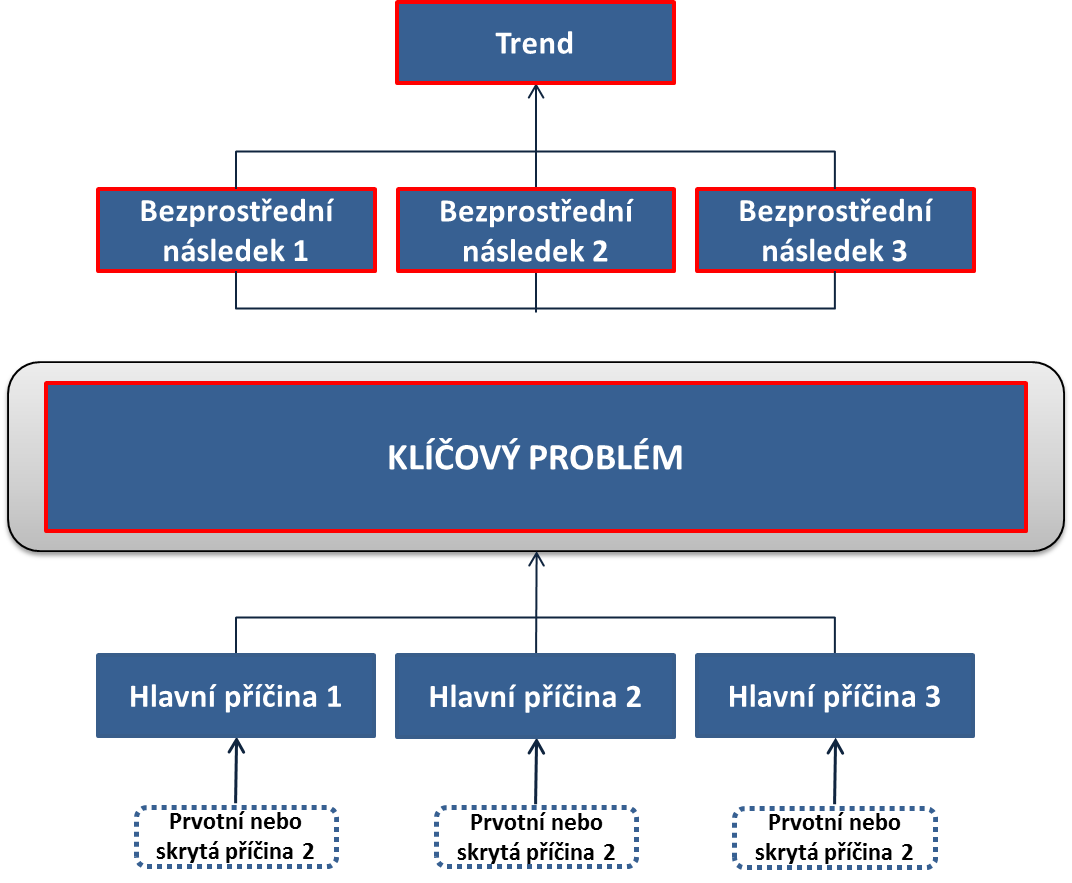 Trend
Bezprostřední
následek 1
Bezprostřední
následek 2
Bezprostřední
následek 3
KLÍČOVÝ PROBLÉM
Hlavní příčina 1
Hlavní příčina 2
Hlavní příčina 3
Prvotní nebo
skrytá příčina 2
Prvotní nebo
skrytá příčina 2
Prvotní nebo
skrytá příčina 2